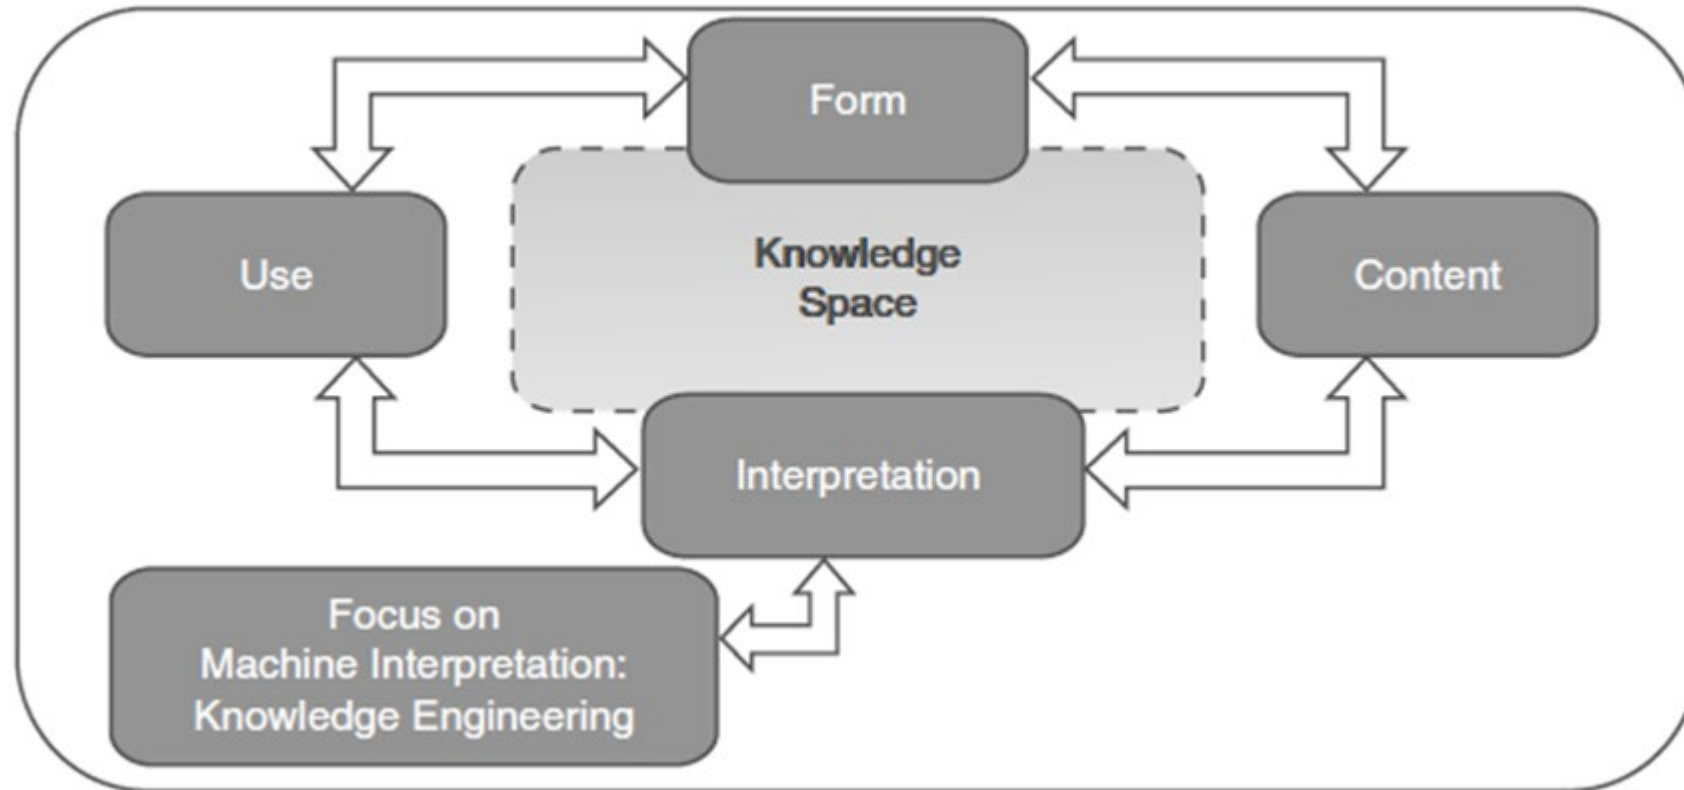 Form
Use
Knowledge
Space
Content
Interpretation
Focus on
Machine Interpretation:
Knowledge Engineering